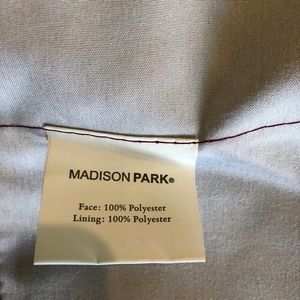 MADISON PARK®
Face: 100% Polyester
Lining: 100% Polyester